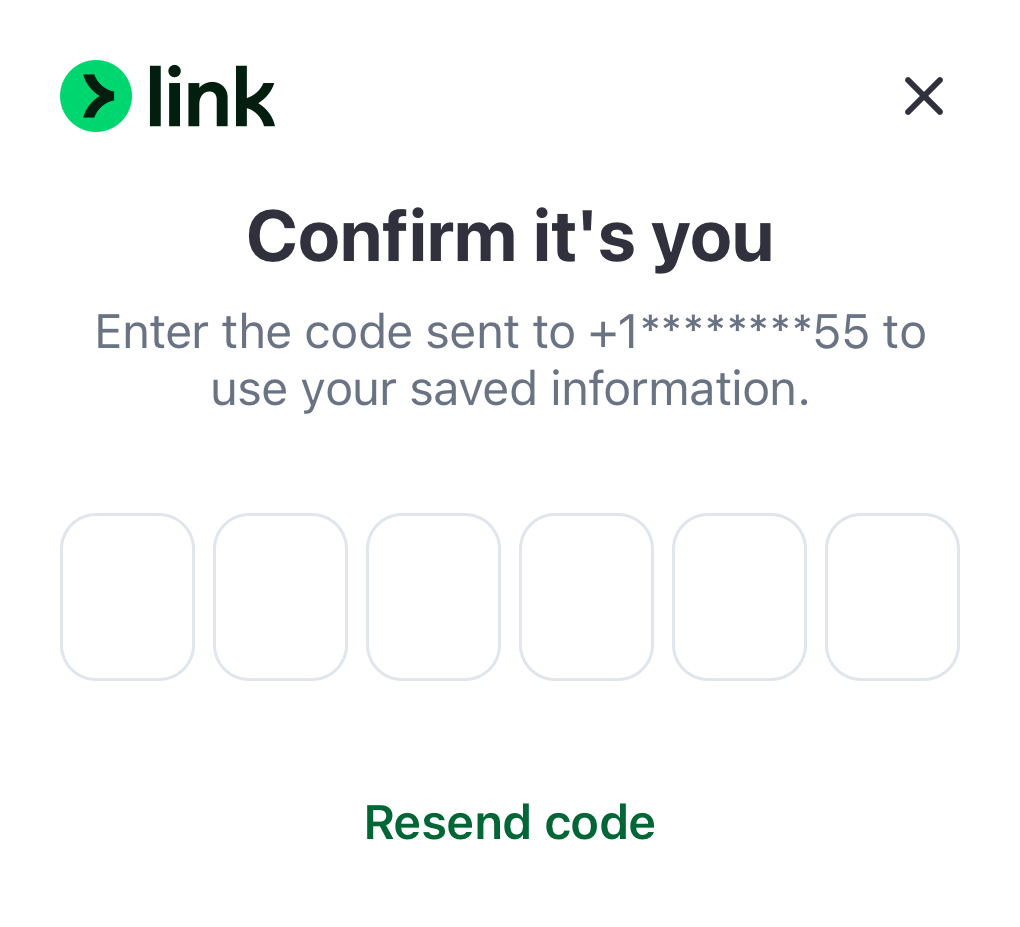 link
Confirm it's you
Enter the code sent to +1********55 to
use your saved information.
Resend code